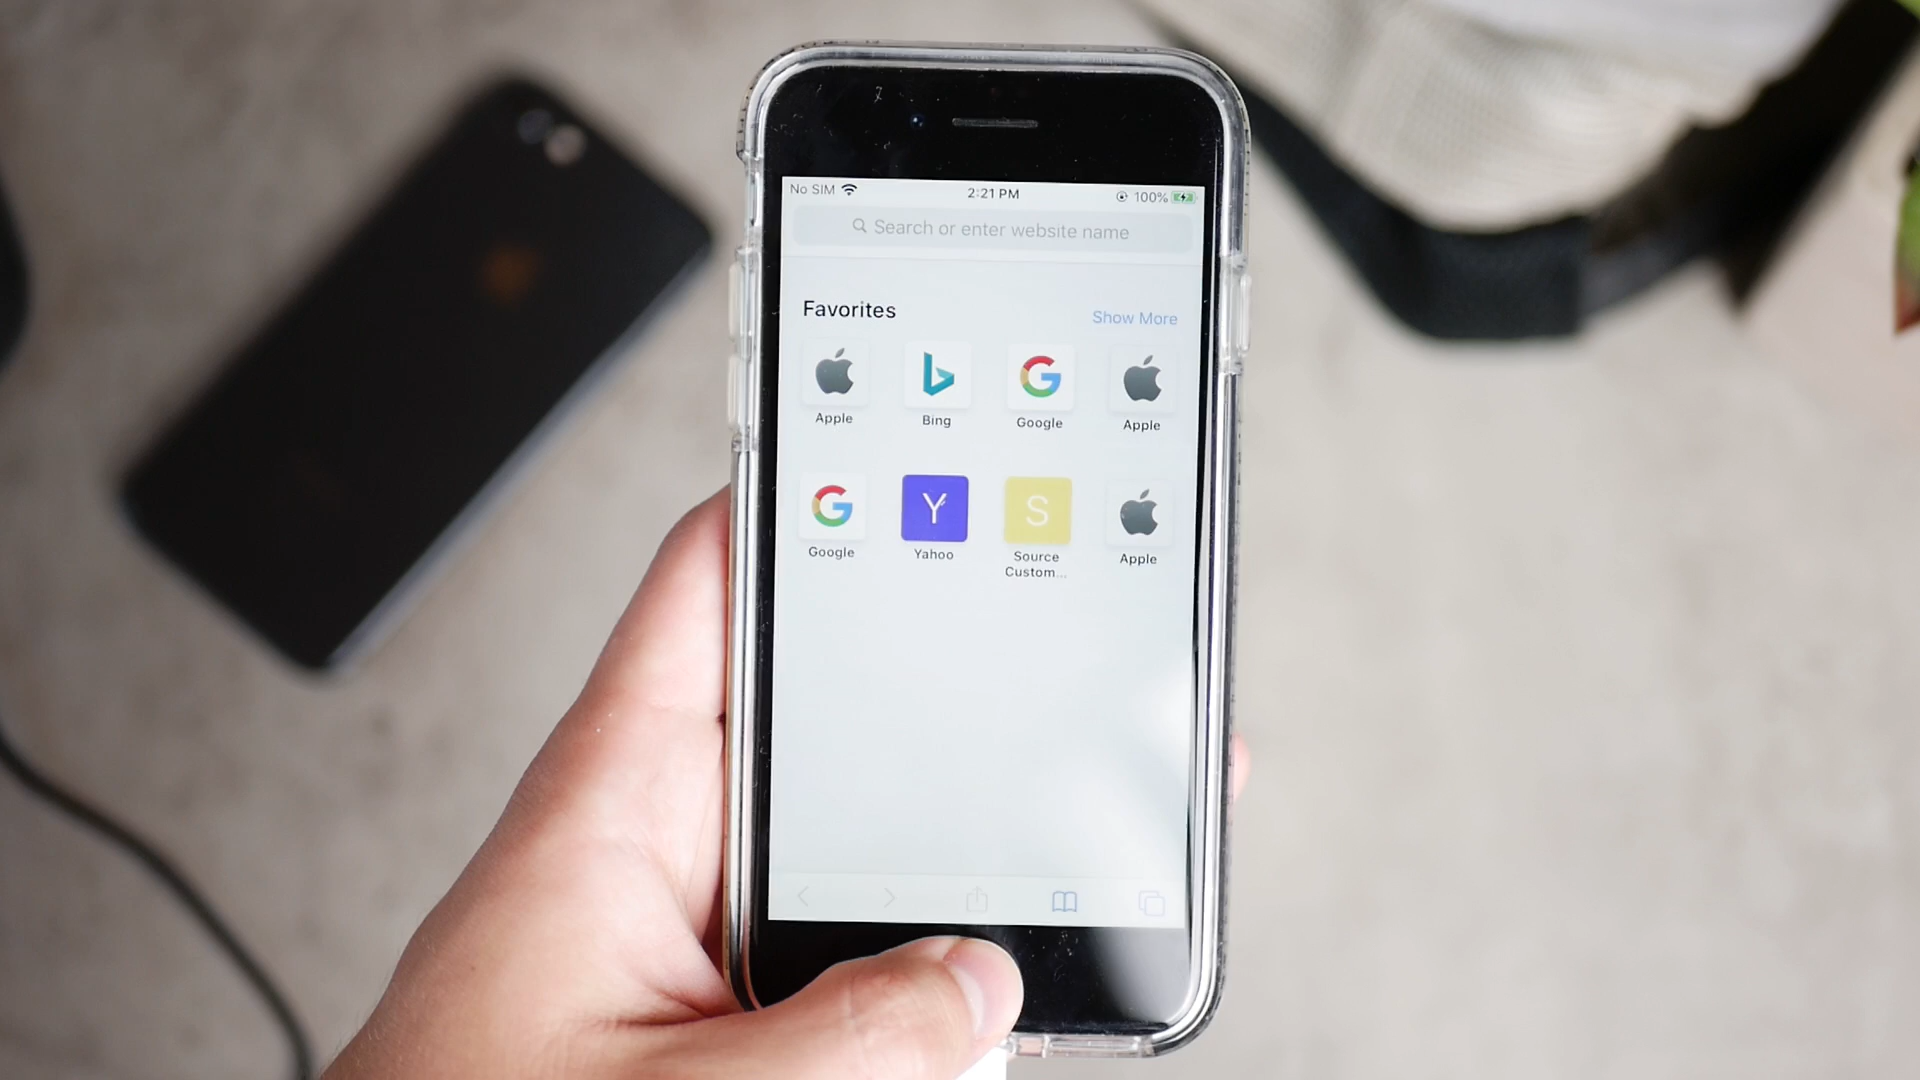 No SIM 2:21 PM 100%
Search or enter website name
Favorites Show More
Apple Bing Google Apple
Y S
Google Yahoo Source Custom... Apple